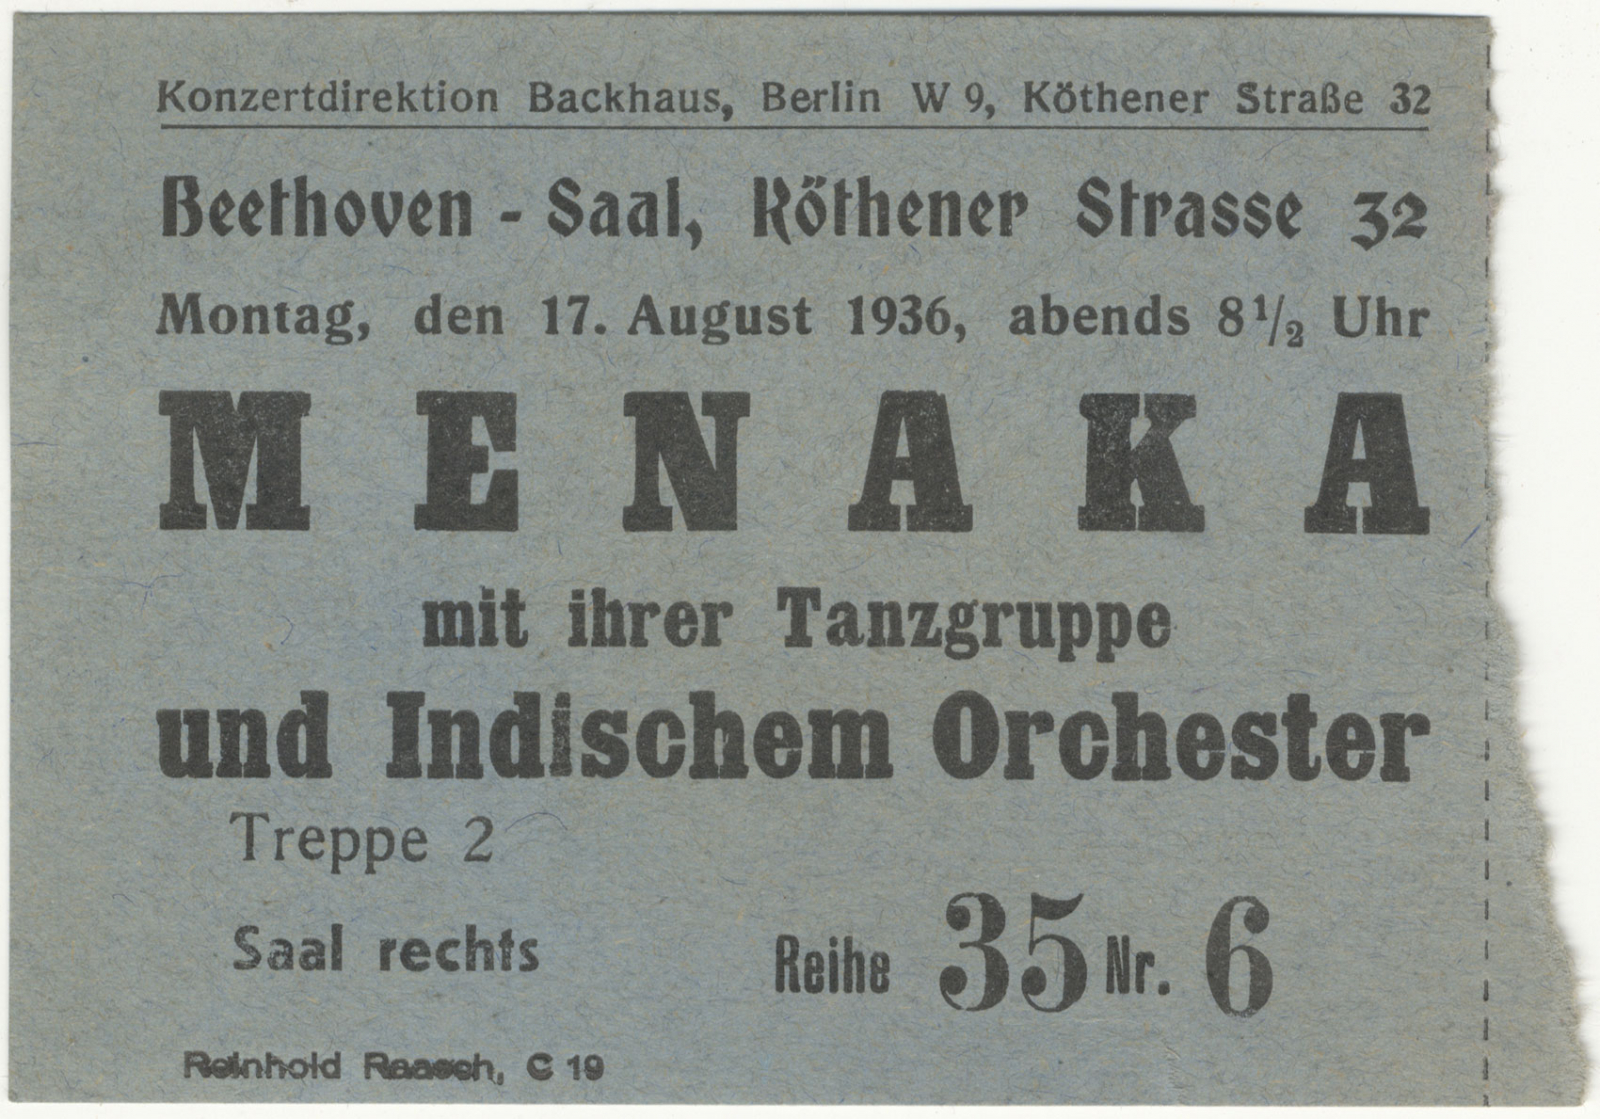 Konzertdirektion Backhaus, Berlin W 9, Köthener Straße 32
Beethoven - Saal, Köthener Strasse 32
Montag, den 17. August 1936, abends 8 1/2 Uhr
MENAKA
mit ihrer Tanzgruppe
und Indischem Orchester
Treppe 2
Saal rechts Reihe 35 Nr. 6
Reinhold Raasch, C 19